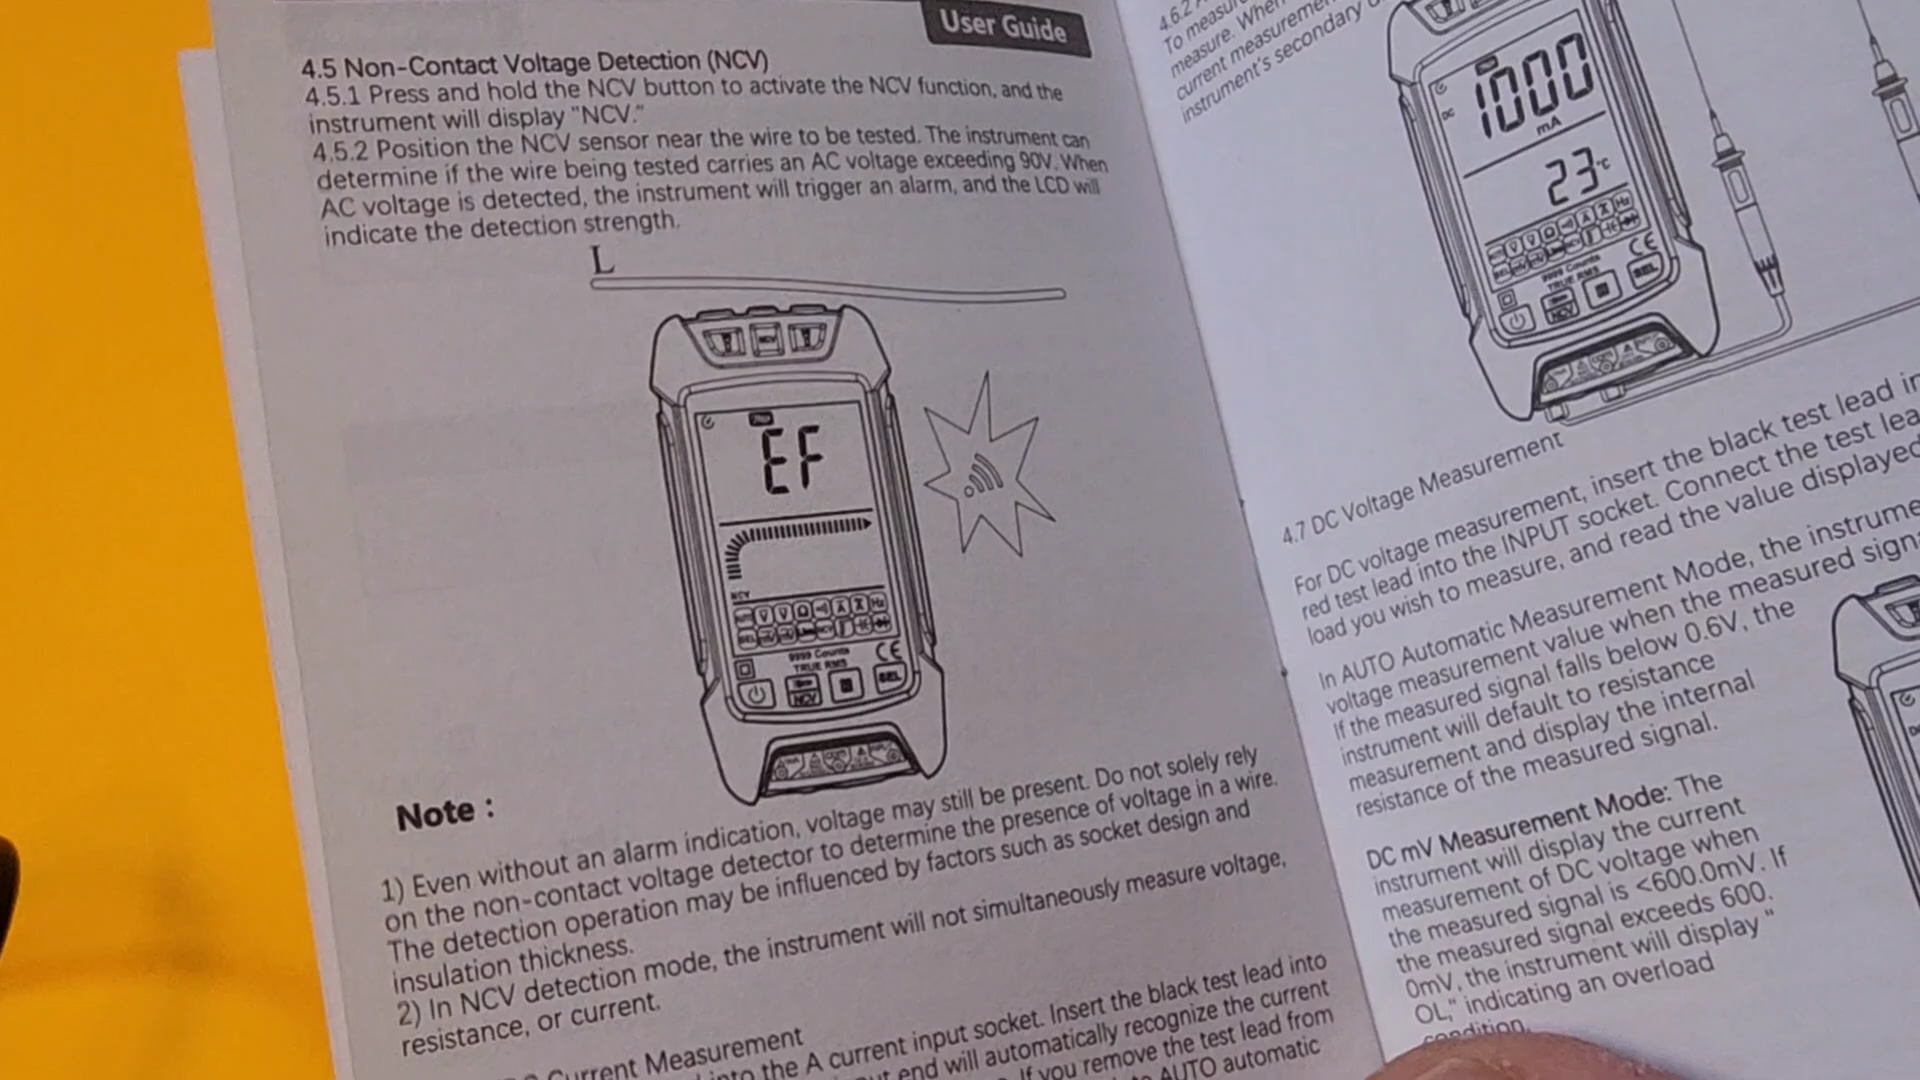 User Guide
4.5 Non-Contact Voltage Detection (NCV)
4.5.1 Press and hold the NCV button to activate the NCV function, and the
instrument will display "NCV."
4.5.2 Position the NCV sensor near the wire to be tested. The instrument can
determine if the wire being tested carries an AC voltage exceeding 90V. When
AC voltage is detected, the instrument will trigger an alarm, and the LCD will
indicate the detection strength.
L
NCV
EF
NCV
9999 Counts
TRUE RMS
CE
NCV
SEL
Note :
1) Even without an alarm indication, voltage may still be present. Do not solely rely
on the non-contact voltage detector to determine the presence of voltage in a wire.
The detection operation may be influenced by factors such as socket design and
insulation thickness.
2) In NCV detection mode, the instrument will not simultaneously measure voltage,
resistance, or current.
Current Measurement
into the A current input socket. Insert the black test lead into
end will automatically recognize the current
If you remove the test lead from
AUTO automatic
4.6.2
To measure
measure. When
current measurement
instrument's secondary
DC
1000
mA
23°C
9999 Counts
TRUE RMS
CE
NCV
SEL
4.7 DC Voltage Measurement
For DC voltage measurement, insert the black test lead
red test lead into the INPUT socket. Connect the test
load you wish to measure, and read the value displayed
In AUTO Automatic Measurement Mode, the
voltage measurement value when the measured
If the measured signal falls below 0.6V, the
instrument will default to resistance
measurement and display the internal
resistance of the measured signal.
DC mV Measurement Mode: The
instrument will display the current
measurement of DC voltage when
the measured signal is <600.0mV. If
the measured signal exceeds 600.
0mV, the instrument will display "
OL," indicating an overload
condition.